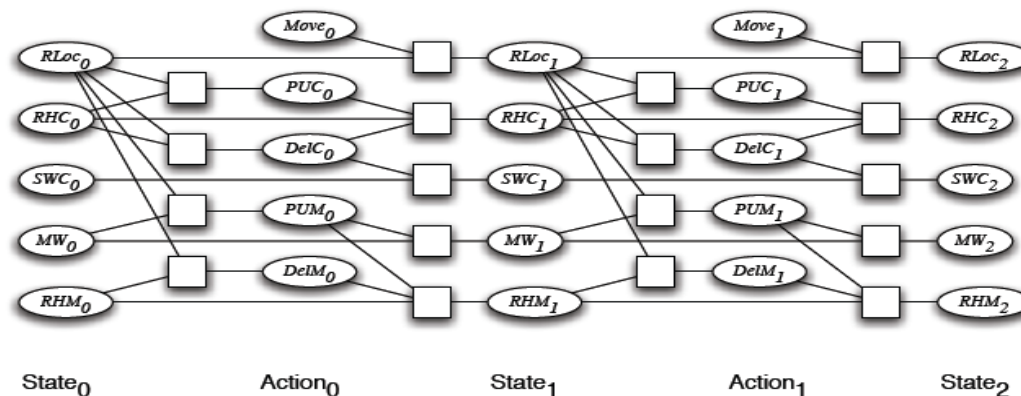 Move₀ Move₁
RLoc₀ RLoc₁ RLoc₂
PUC₀ PUC₁
RHC₀ RHC₁ RHC₂
DelC₀ DelC₁
SWC₀ SWC₁ SWC₂
PUM₀ PUM₁
MW₀ MW₁ MW₂
DelM₀ DelM₁
RHM₀ RHM₁ RHM₂
State₀ Action₀ State₁ Action₁ State₂